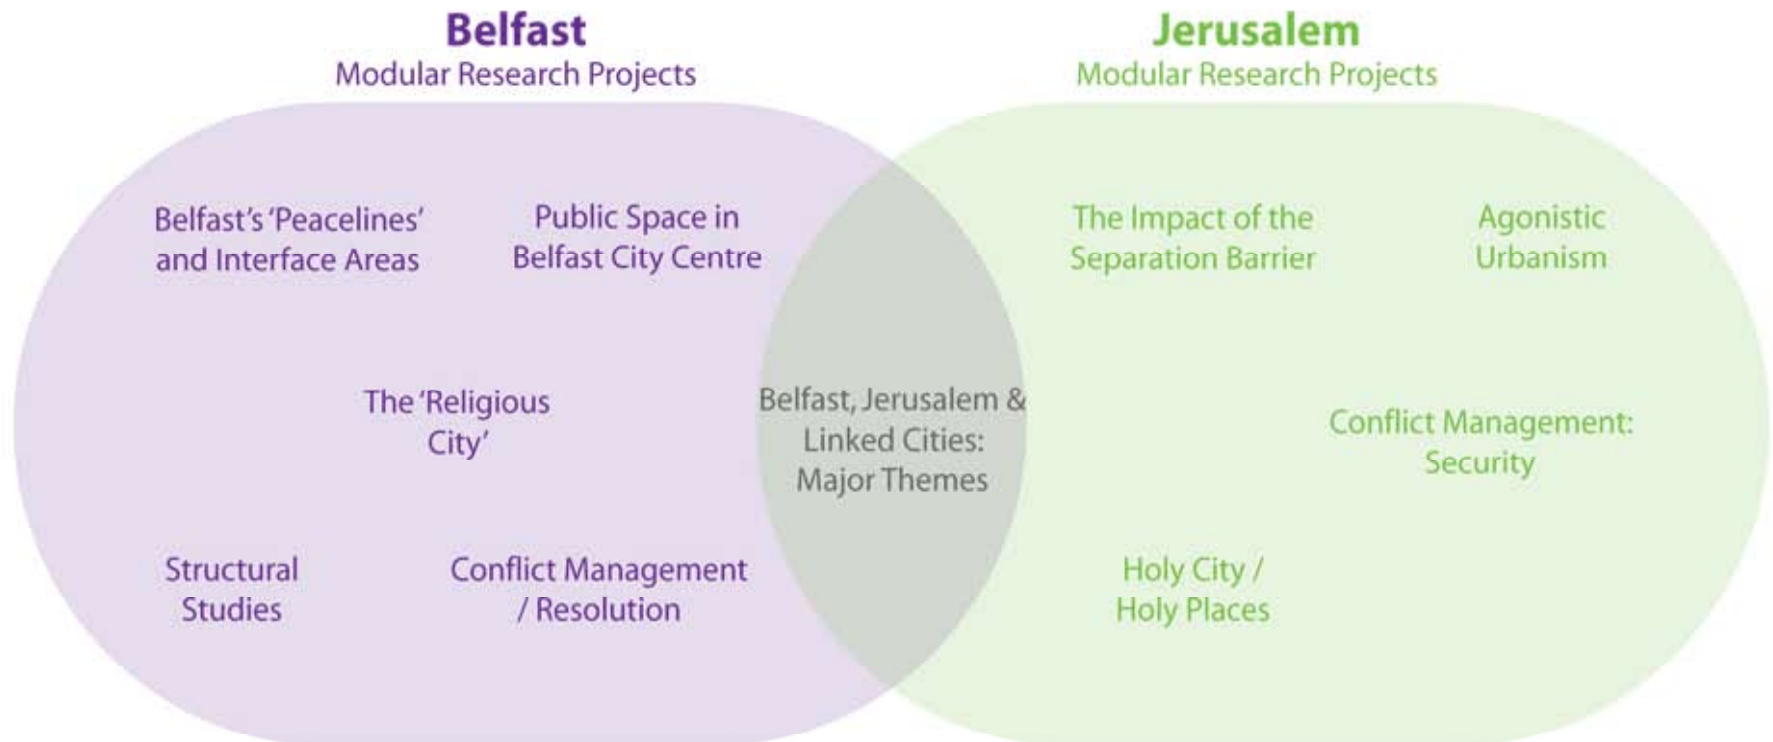 Belfast
Modular Research Projects
Jerusalem
Modular Research Projects
Belfast's 'Peacelines'
and Interface Areas
Public Space in
Belfast City Centre
The 'Religious
City'
Structural
Studies
Conflict Management
/ Resolution
Belfast, Jerusalem &
Linked Cities:
Major Themes
The Impact of the
Separation Barrier
Agonistic
Urbanism
Conflict Management:
Security
Holy City /
Holy Places